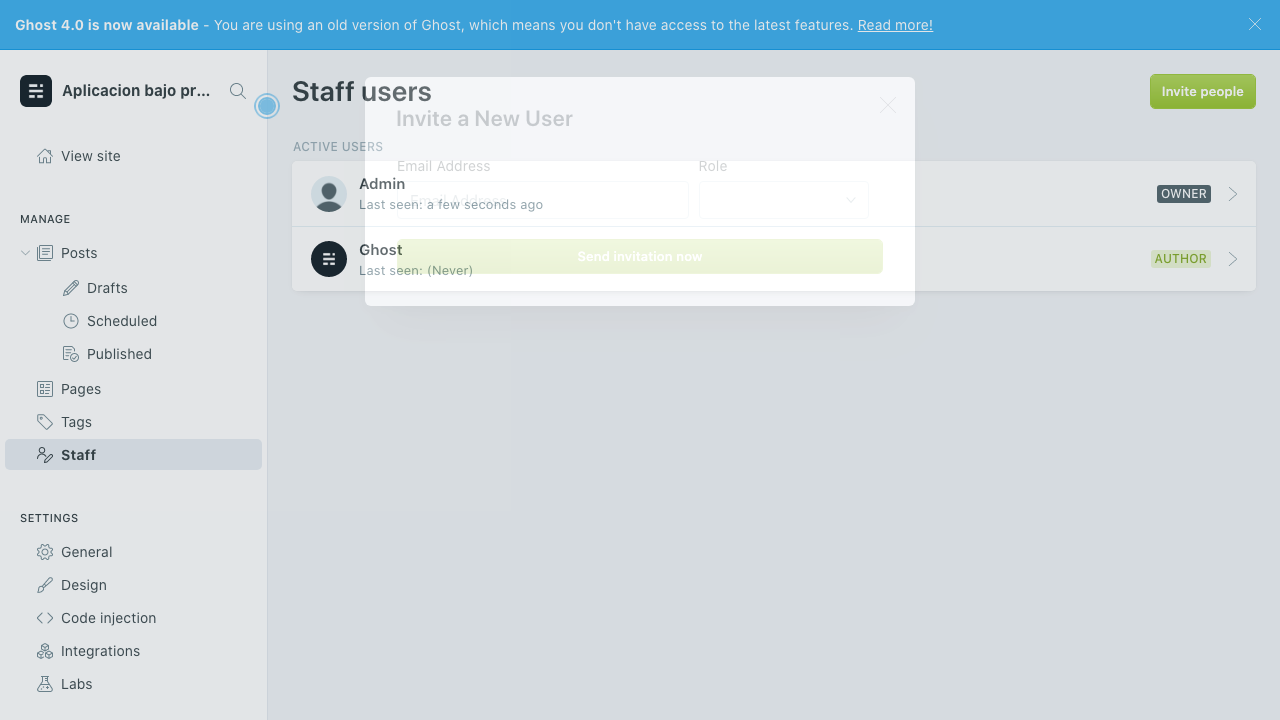 Ghost 4.0 is now available - You are using an old version of Ghost, which means you don't have access to the latest features. Read more!
Aplicacion bajo pr...
View site
MANAGE
Posts
Drafts
Scheduled
Published
Pages
Tags
Staff
SETTINGS
General
Design
Code injection
Integrations
Labs
Staff users
Invite people
Invite a New User
ACTIVE USERS
Email Address
Role
Admin
Email Address
Last seen: a few seconds ago
OWNER
Ghost
Send invitation now
Last seen: (Never)
AUTHOR